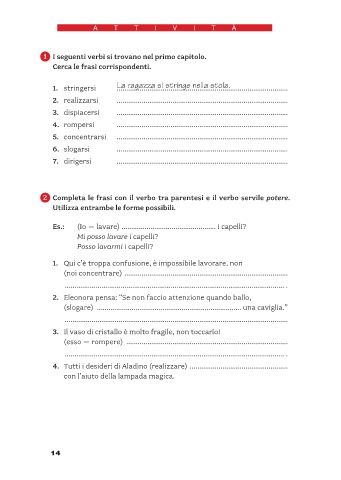 ATTIVITÀ
1 I seguenti verbi si trovano nel primo capitolo.
Cerca le frasi corrispondenti.
1. stringersi La ragazza si stringe nella stola.
2. realizzarsi
3. dispiacersi
4. rompersi
5. concentrarsi
6. slogarsi
7. dirigersi
2 Completa le frasi con il verbo tra parentesi e il verbo servile potere.
Utilizza entrambe le forme possibili.
Es.: (Io — lavare) ........ i capelli?
Mi posso lavare i capelli?
Posso lavarmi i capelli?
1. Qui c'è troppa confusione, è impossibile lavorare, non
(noi concentrare) ........
........ .
2. Eleonora pensa: "Se non faccio attenzione quando ballo,
(slogare) ........ una caviglia."
........
3. Il vaso di cristallo è molto fragile, non toccarlo!
(esso — rompere) ........
........ .
4. Tutti i desideri di Aladino (realizzare) ........
con l'aiuto della lampada magica.
14